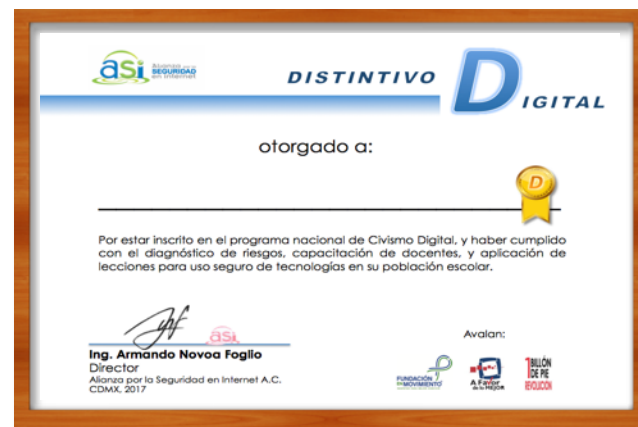 asi Alianza por la
SEGURIDAD
en Internet
DISTINTIVO DIGITAL
otorgado a:
D
Por estar inscrito en el programa nacional de Civismo Digital, y haber cumplido
con el diagnóstico de riesgos, capacitación de docentes, y aplicación de
lecciones para uso seguro de tecnologías en su población escolar.
asi
Ing. Armando Novoa Foglio
Director
Alianza por la Seguridad en Internet A.C.
CDMX, 2017
Avalan:
FUNDACIÓN
EN MOVIMIENTO
A Favor
de lo MEJOR
1BILLÓN
DE PIE
REVOLUCIÓN